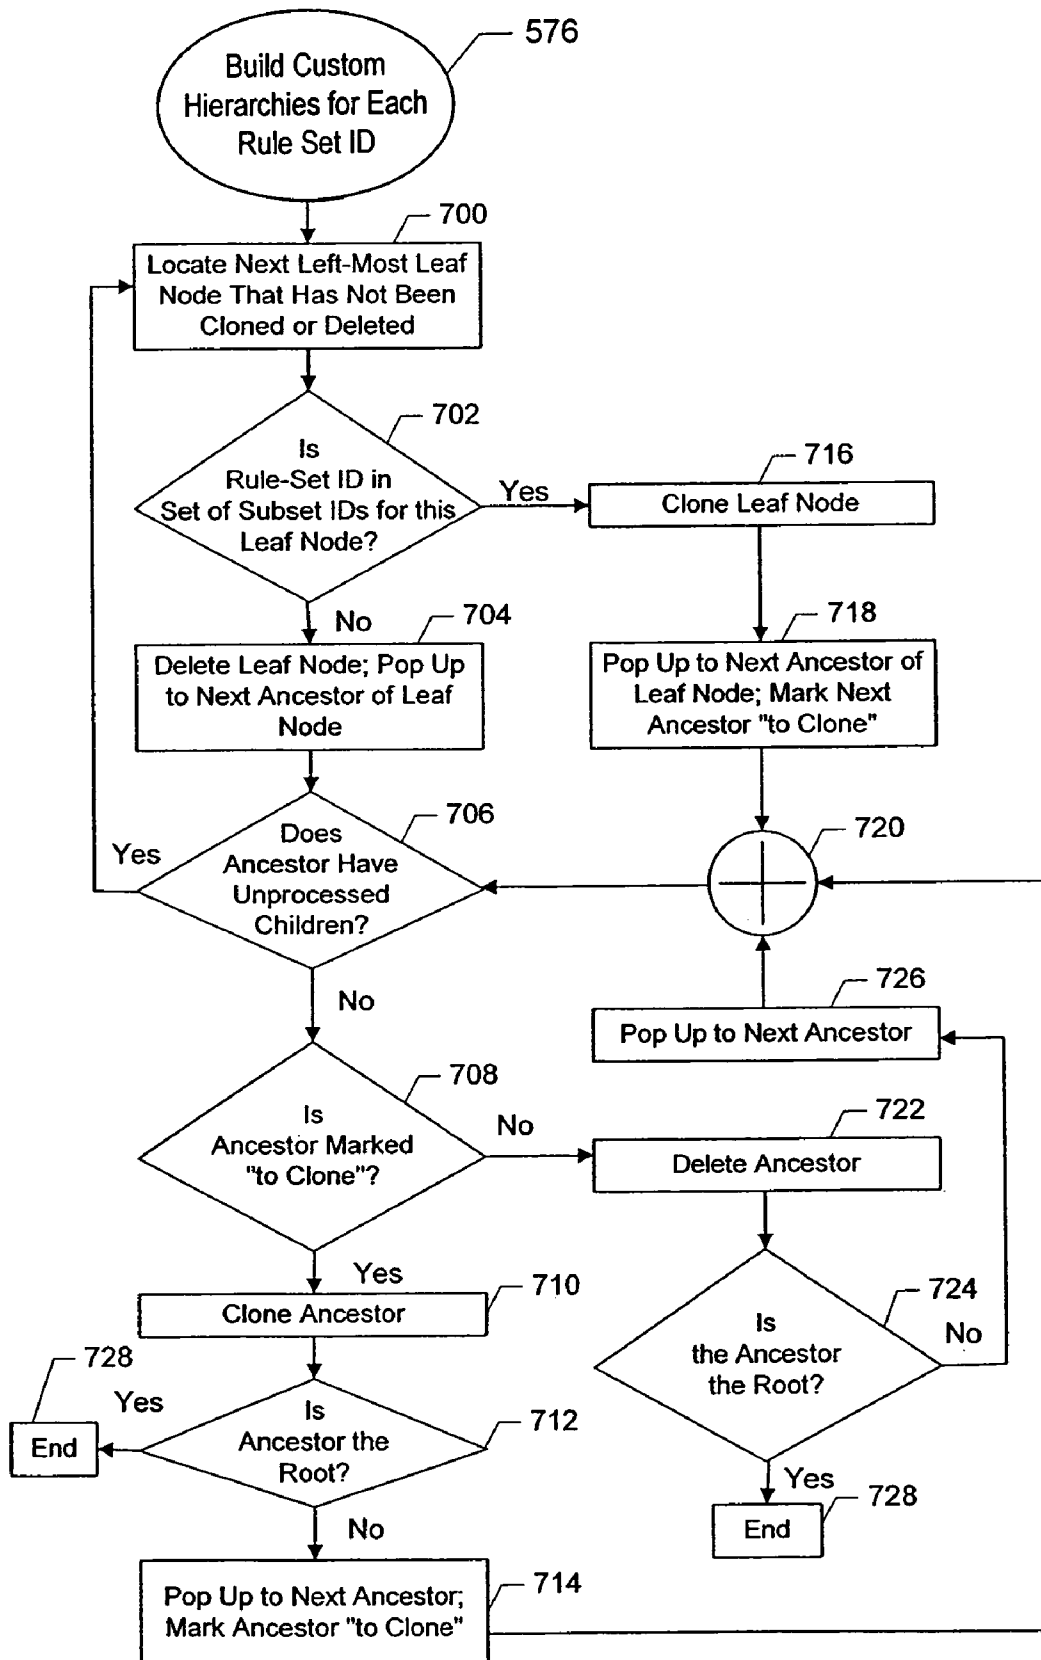 576
Build Custom
Hierarchies for Each
Rule Set ID
700
Locate Next Left-Most Leaf
Node That Has Not Been
Cloned or Deleted
702
Is
Rule-Set ID in
Set of Subset IDs for this
Leaf Node?
Yes
716
Clone Leaf Node
No
704
Delete Leaf Node; Pop Up
to Next Ancestor of Leaf
Node
718
Pop Up to Next Ancestor of
Leaf Node; Mark Next
Ancestor "to Clone"
706
Does
Ancestor Have
Unprocessed
Children?
Yes
720
No
726
Pop Up to Next Ancestor
708
Is
Ancestor Marked
"to Clone"?
No
722
Delete Ancestor
Yes
710
Clone Ancestor
724
Is
the Ancestor
the Root?
No
728
Yes
End
Is
Ancestor the
Root?
712
Yes
728
End
No
714
Pop Up to Next Ancestor;
Mark Ancestor "to Clone"